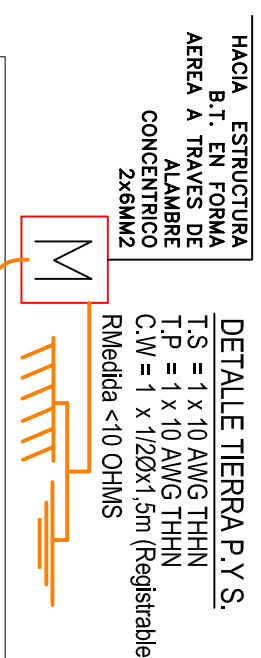 HACIA ESTRUCTURA
B.T. EN FORMA
AEREA A TRAVES DE
ALAMBRE
CONCENTRICO
2x6MM2
M
DETALLE TIERRA P.Y S.
T.S = 1 x 10 AWG THHN
T.P = 1 x 10 AWG THHN
C.W = 1 x 1/2Øx1,5m (Registrable
RMedida <10 OHMS